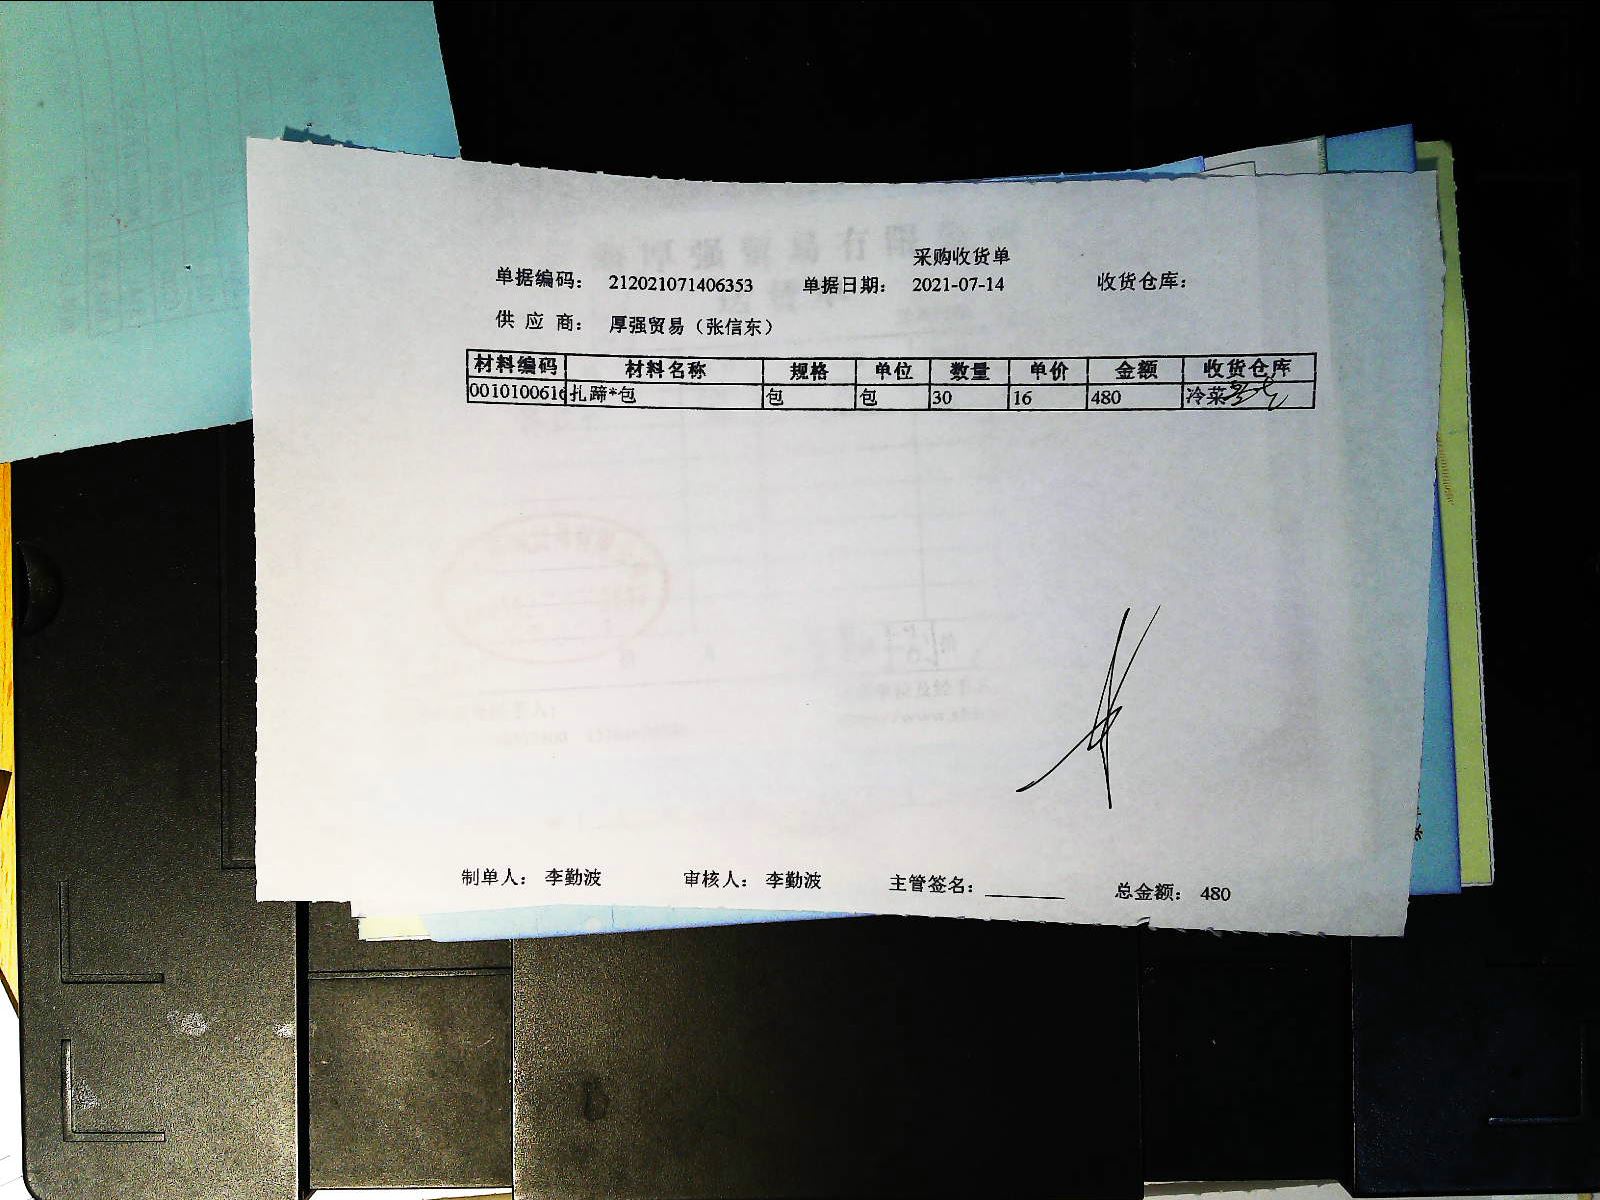 采购收货单
单据编码： 212021071406353 单据日期： 2021-07-14 收货仓库：
供 应 商： 厚强贸易（张信东）
材料编码 材料名称 规格 单位 数量 单价 金额 收货仓库
001010061 扎蹄*包 包 包 30 16 480 冷菜
制单人： 李勤波 审核人： 李勤波 主管签名： 总金额： 480